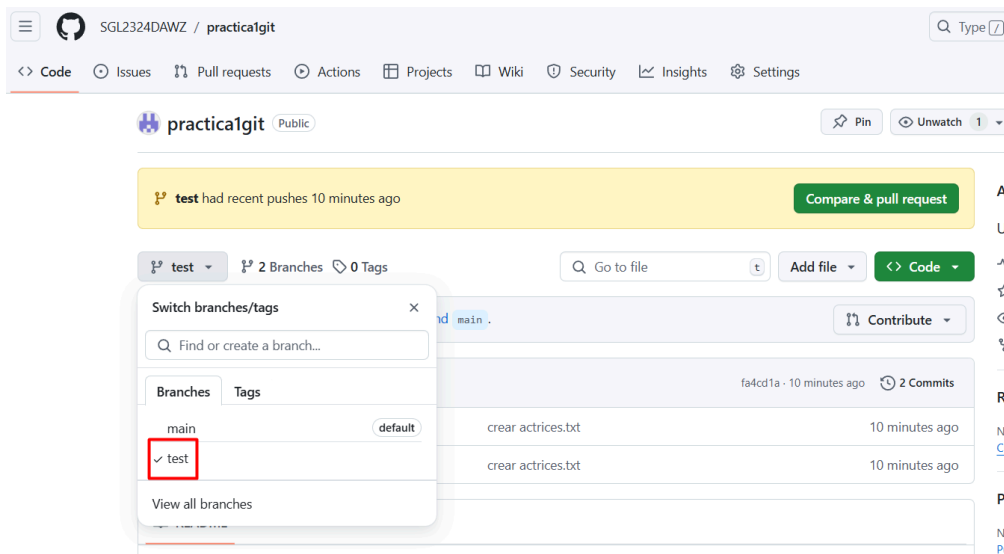 SGL2324DAWZ / practica1git
Type /
Code Issues Pull requests Actions Projects Wiki Security Insights Settings
practica1git Public
Pin Unwatch 1
test had recent pushes 10 minutes ago
Compare & pull request
test 2 Branches 0 Tags
Go to file t
Add file Code
Switch branches/tags
main .
Contribute
Find or create a branch...
Branches Tags
fa4cd1a · 10 minutes ago 2 Commits
main default
crear actrices.txt 10 minutes ago
test
crear actrices.txt 10 minutes ago
View all branches